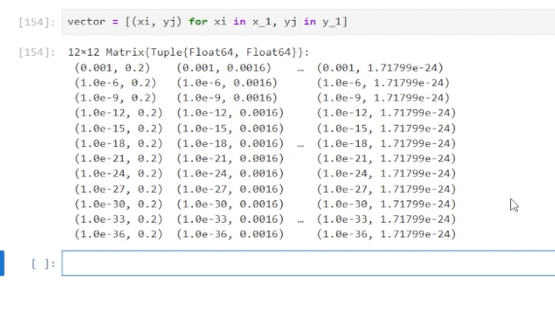 [154]: vector = [(xi, yj) for xi in x_1, yj in y_1]
[154]: 12×12 Matrix{Tuple{Float64, Float64}}:
(0.001, 0.2) (0.001, 0.0016) … (0.001, 1.71799e-24)
(1.0e-6, 0.2) (1.0e-6, 0.0016) (1.0e-6, 1.71799e-24)
(1.0e-9, 0.2) (1.0e-9, 0.0016) (1.0e-9, 1.71799e-24)
(1.0e-12, 0.2) (1.0e-12, 0.0016) (1.0e-12, 1.71799e-24)
(1.0e-15, 0.2) (1.0e-15, 0.0016) (1.0e-15, 1.71799e-24)
(1.0e-18, 0.2) (1.0e-18, 0.0016) … (1.0e-18, 1.71799e-24)
(1.0e-21, 0.2) (1.0e-21, 0.0016) (1.0e-21, 1.71799e-24)
(1.0e-24, 0.2) (1.0e-24, 0.0016) (1.0e-24, 1.71799e-24)
(1.0e-27, 0.2) (1.0e-27, 0.0016) (1.0e-27, 1.71799e-24)
(1.0e-30, 0.2) (1.0e-30, 0.0016) (1.0e-30, 1.71799e-24)
(1.0e-33, 0.2) (1.0e-33, 0.0016) … (1.0e-33, 1.71799e-24)
(1.0e-36, 0.2) (1.0e-36, 0.0016) (1.0e-36, 1.71799e-24)
[ ]: